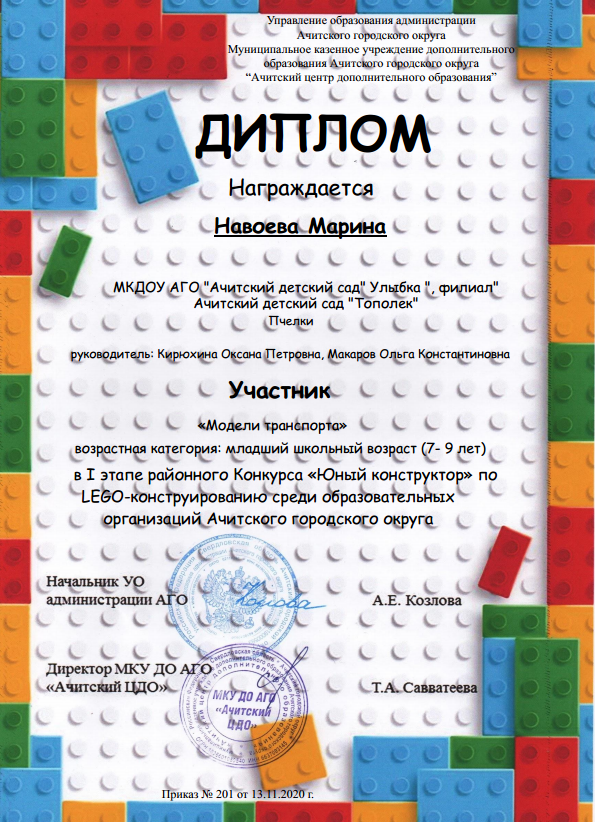 Управление образования администрации
Ачитского городского округа
Муниципальное казенное учреждение дополнительного
образования Ачитского городского округа
“Ачитский центр дополнительного образования”
ДИПЛОМ
Награждается
Навоева Марина
МКДОУ АГО "Ачитский детский сад" Улыбка ", филиал"
Ачитский детский сад "Тополек"
Пчелки
руководитель: Кирюхина Оксана Петровна, Макаров Ольга Константиновна
Участник
«Модели транспорта»
возрастная категория: младший школьный возраст (7- 9 лет)
в I этапе районного Конкурса «Юный конструктор» по
LEGO-конструированию среди образовательных
организаций Ачитского городского округа
Начальник УО
администрации АГО
А.Е. Козлова
Директор МКУ ДО АГО
«Ачитский ЦДО»
Т.А. Савватеева
МКУ ДО АГО
«Ачитский
ЦДО»
Приказ № 201 от 13.11.2020 г.